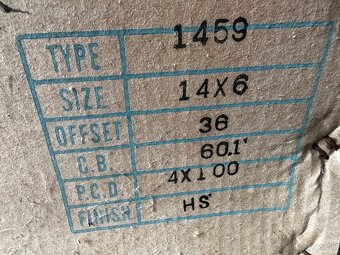 TYPE 1459
SIZE 14X6
OFFSET 36
C.B. 60.1'
P.C.D. 4X100
FINISH HS'